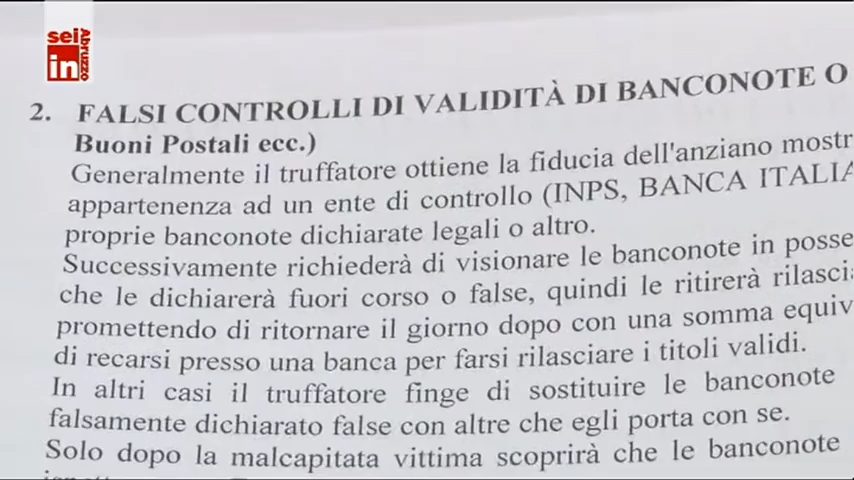 sei
in
Abruzzo
2. FALSI CONTROLLI DI VALIDITÀ DI BANCONOTE O
Buoni Postali ecc.)
Generalmente il truffatore ottiene la fiducia dell'anziano mostr
appartenenza ad un ente di controllo (INPS, BANCA ITALIA
proprie banconote dichiarate legali o altro.
Successivamente richiederà di visionare le banconote in posse
che le dichiarerà fuori corso o false, quindi le ritirerà rilascia
promettendo di ritornare il giorno dopo con una somma equiv
di recarsi presso una banca per farsi rilasciare i titoli validi.
In altri casi il truffatore finge di sostituire le banconote
falsamente dichiarato false con altre che egli porta con se.
Solo dopo la malcapitata vittima scoprirà che le banconote